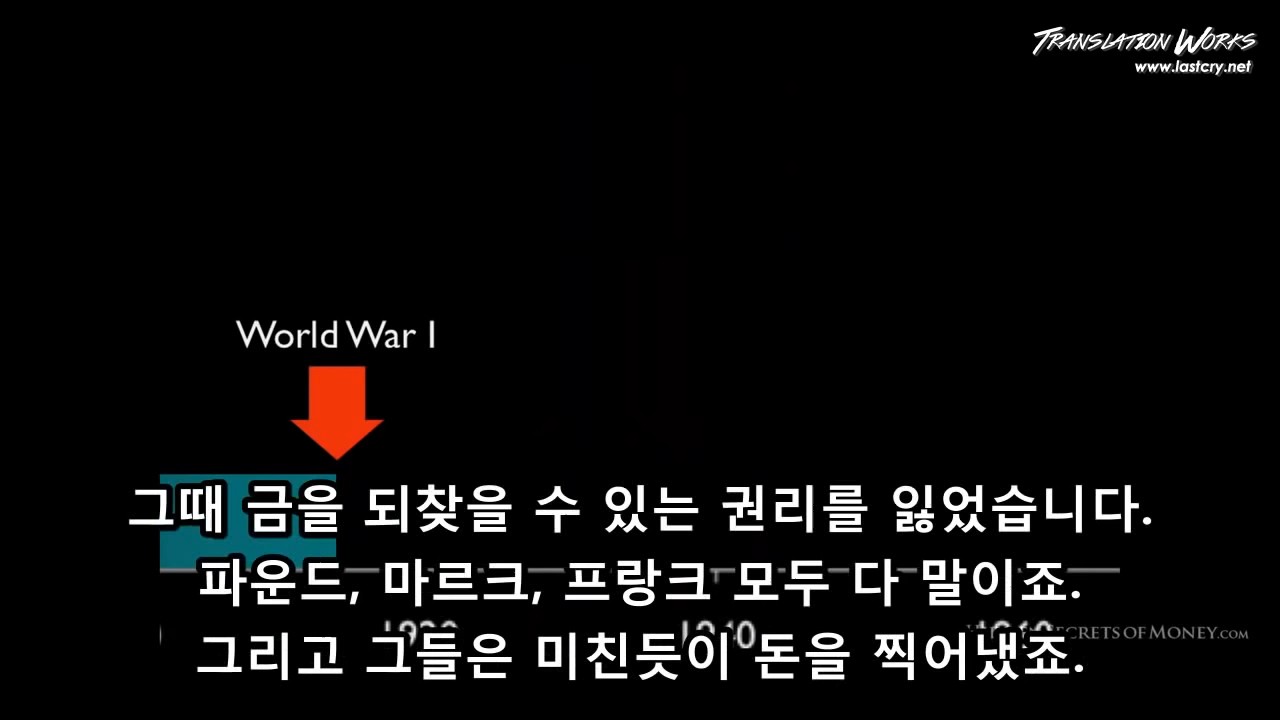 TRANSLATION WORKS
www.lastcry.net
World War I
그때 금을 되찾을 수 있는 권리를 잃었습니다.
파운드, 마르크, 프랑크 모두 다 말이죠.
그리고 그들은 미친듯이 돈을 찍어냈죠.
SECRETSOFMONEY.COM